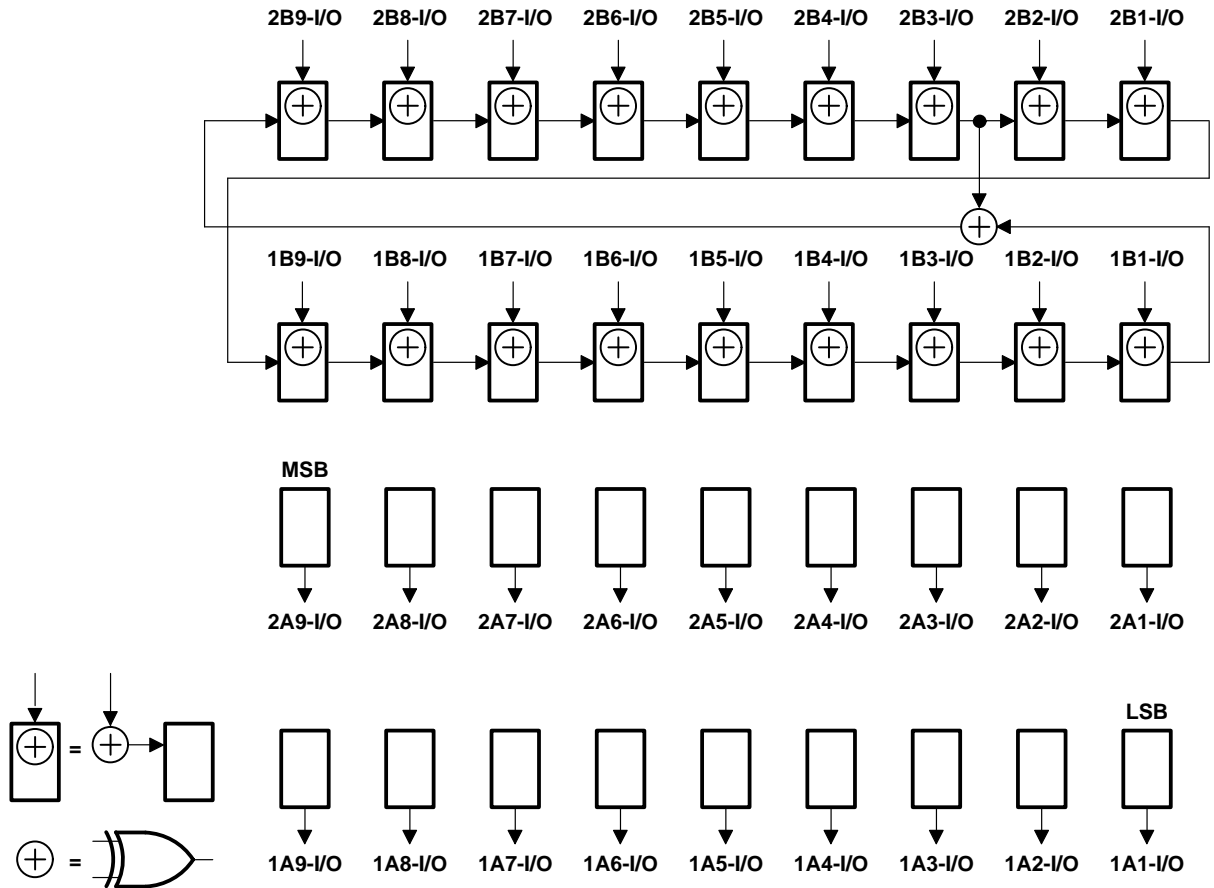 2B9-I/O 2B8-I/O 2B7-I/O 2B6-I/O 2B5-I/O 2B4-I/O 2B3-I/O 2B2-I/O 2B1-I/O
1B9-I/O 1B8-I/O 1B7-I/O 1B6-I/O 1B5-I/O 1B4-I/O 1B3-I/O 1B2-I/O 1B1-I/O
MSB
2A9-I/O 2A8-I/O 2A7-I/O 2A6-I/O 2A5-I/O 2A4-I/O 2A3-I/O 2A2-I/O 2A1-I/O
LSB
=
=
1A9-I/O 1A8-I/O 1A7-I/O 1A6-I/O 1A5-I/O 1A4-I/O 1A3-I/O 1A2-I/O 1A1-I/O